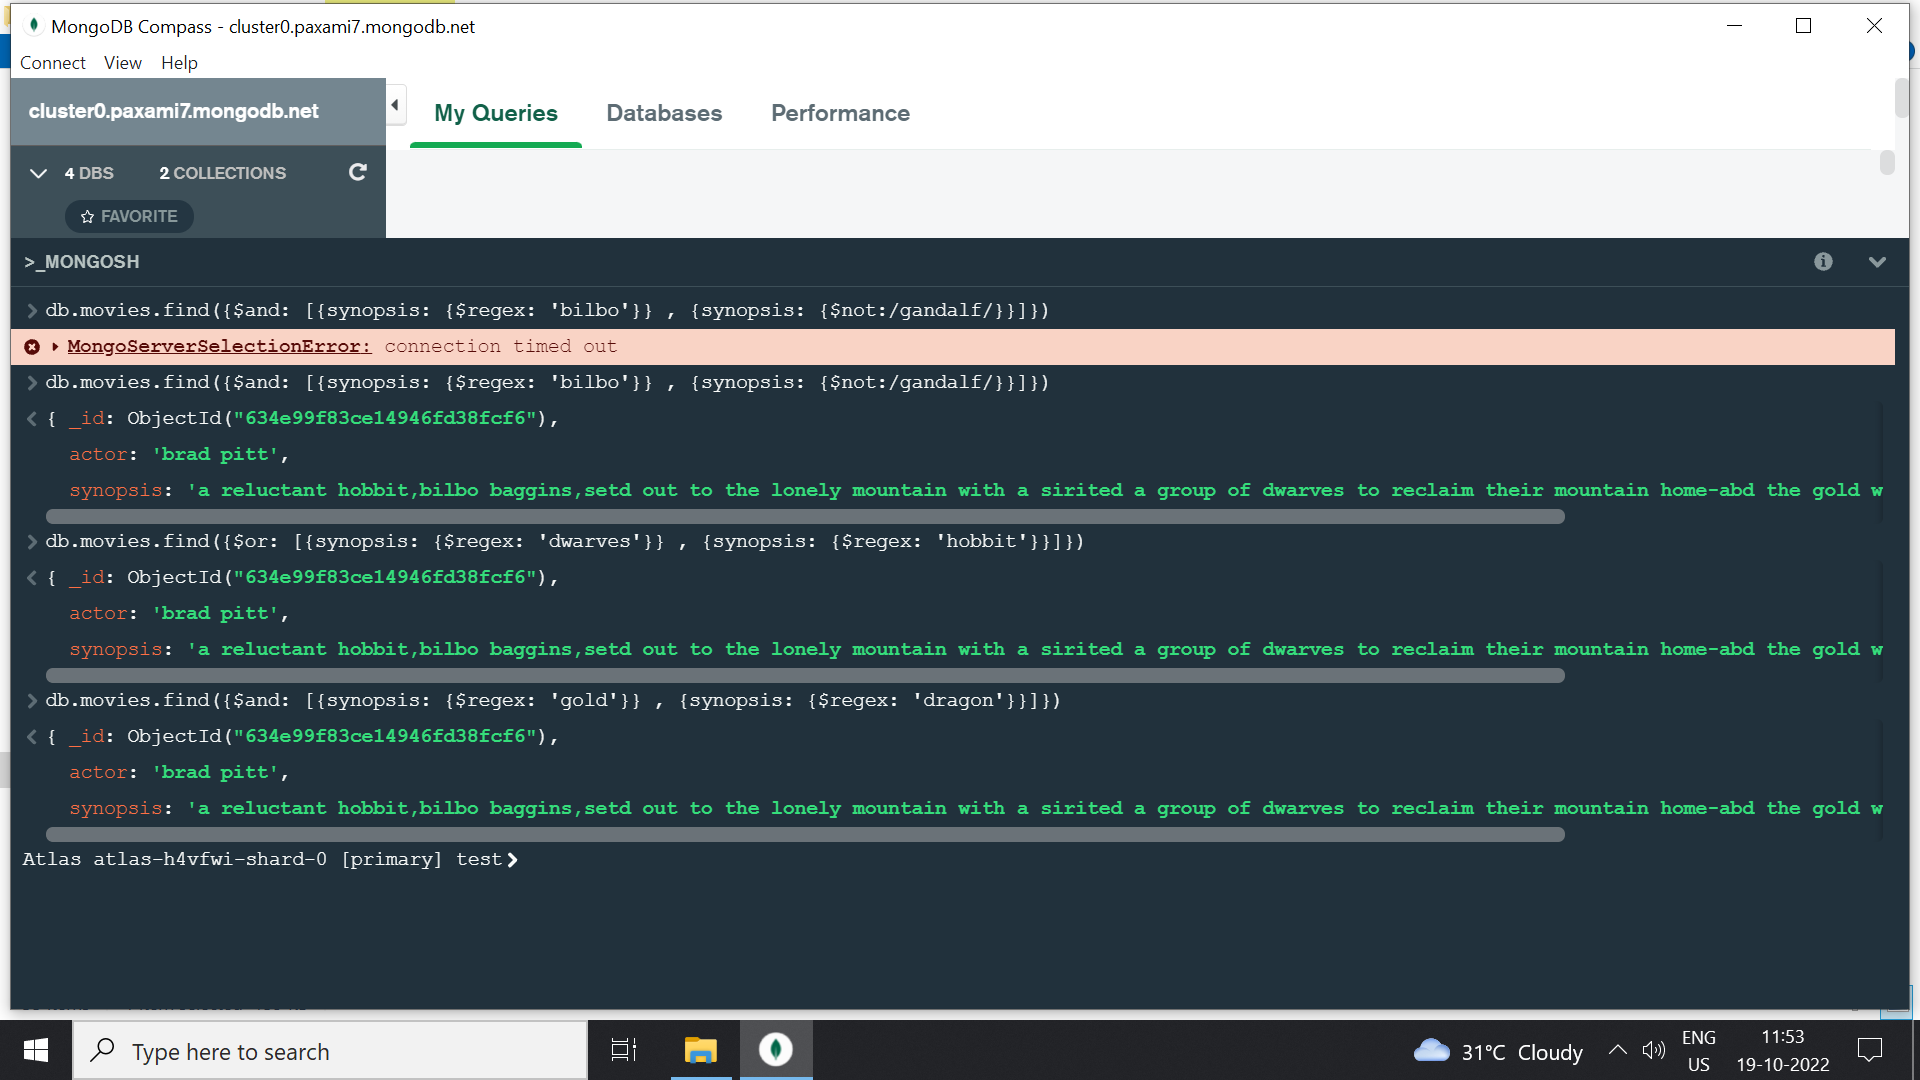 MongoDB Compass - cluster0.paxami7.mongodb.net
Connect View Help
cluster0.paxami7.mongodb.net
My Queries Databases Performance
4 DBS 2 COLLECTIONS
FAVORITE
>_MONGOSH
db.movies.find({$and: [{synopsis: {$regex: 'bilbo'}} , {synopsis: {$not:/gandalf/}}]})
MongoServerSelectionError: connection timed out
db.movies.find({$and: [{synopsis: {$regex: 'bilbo'}} , {synopsis: {$not:/gandalf/}}]})
{ _id: ObjectId("634e99f83ce14946fd38fcf6"),
actor: 'brad pitt',
synopsis: 'a reluctant hobbit,bilbo baggins,setd out to the lonely mountain with a sirited a group of dwarves to reclaim their mountain home-abd the gold w
db.movies.find({$or: [{synopsis: {$regex: 'dwarves'}} , {synopsis: {$regex: 'hobbit'}}]})
{ _id: ObjectId("634e99f83ce14946fd38fcf6"),
actor: 'brad pitt',
synopsis: 'a reluctant hobbit,bilbo baggins,setd out to the lonely mountain with a sirited a group of dwarves to reclaim their mountain home-abd the gold w
db.movies.find({$and: [{synopsis: {$regex: 'gold'}} , {synopsis: {$regex: 'dragon'}}]})
{ _id: ObjectId("634e99f83ce14946fd38fcf6"),
actor: 'brad pitt',
synopsis: 'a reluctant hobbit,bilbo baggins,setd out to the lonely mountain with a sirited a group of dwarves to reclaim their mountain home-abd the gold w
Atlas atlas-h4vfwi-shard-0 [primary] test>
Type here to search
31°C Cloudy
ENG
US
11:53
19-10-2022